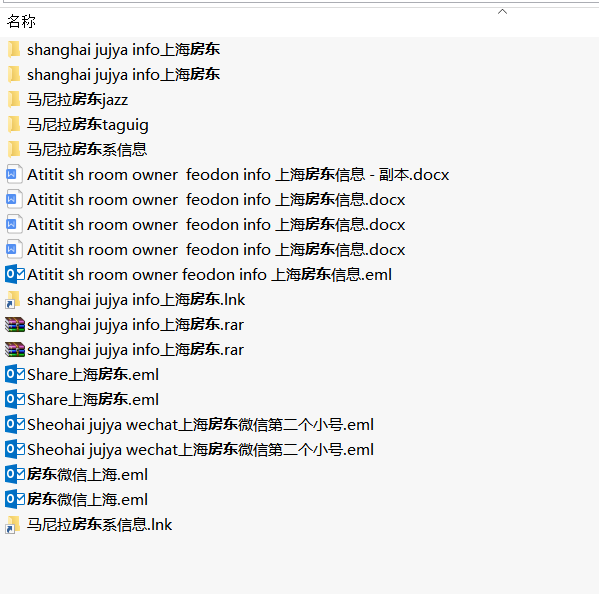 名称
shanghai jujya info上海房东
shanghai jujya info上海房东
马尼拉房东jazz
马尼拉房东taguig
马尼拉房东系信息
Atitit sh room owner  feodon info 上海房东信息 - 副本.docx
Atitit sh room owner  feodon info 上海房东信息.docx
Atitit sh room owner  feodon info 上海房东信息.docx
Atitit sh room owner  feodon info 上海房东信息.docx
Atitit sh room owner feodon info 上海房东信息.eml
shanghai jujya info上海房东.lnk
shanghai jujya info上海房东.rar
shanghai jujya info上海房东.rar
Share上海房东.eml
Share上海房东.eml
Sheohai jujya wechat上海房东微信第二个小号.eml
Sheohai jujya wechat上海房东微信第二个小号.eml
房东微信上海.eml
房东微信上海.eml
马尼拉房东系信息.lnk